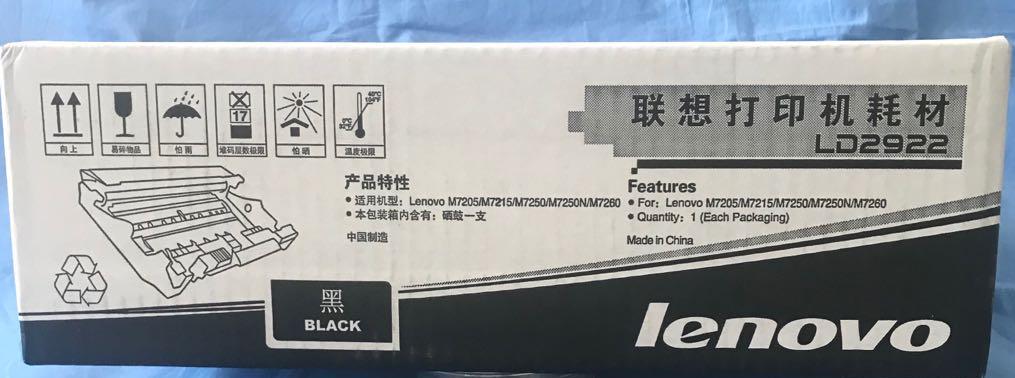 联想打印机耗材
LD2922
17
40°C
104°F
0°C
32°F
向上
易碎物品
怕雨
堆码层数极限
怕晒
温度极限
产品特性
• 适用机型: Lenovo M7205/M7215/M7250/M7250N/M7260
• 本包装箱内含有: 硒鼓一支
中国制造
Features
• For: Lenovo M7205/M7215/M7250/M7250N/M7260
• Quantity: 1 (Each Packaging)
Made in China
黑
BLACK
lenovo